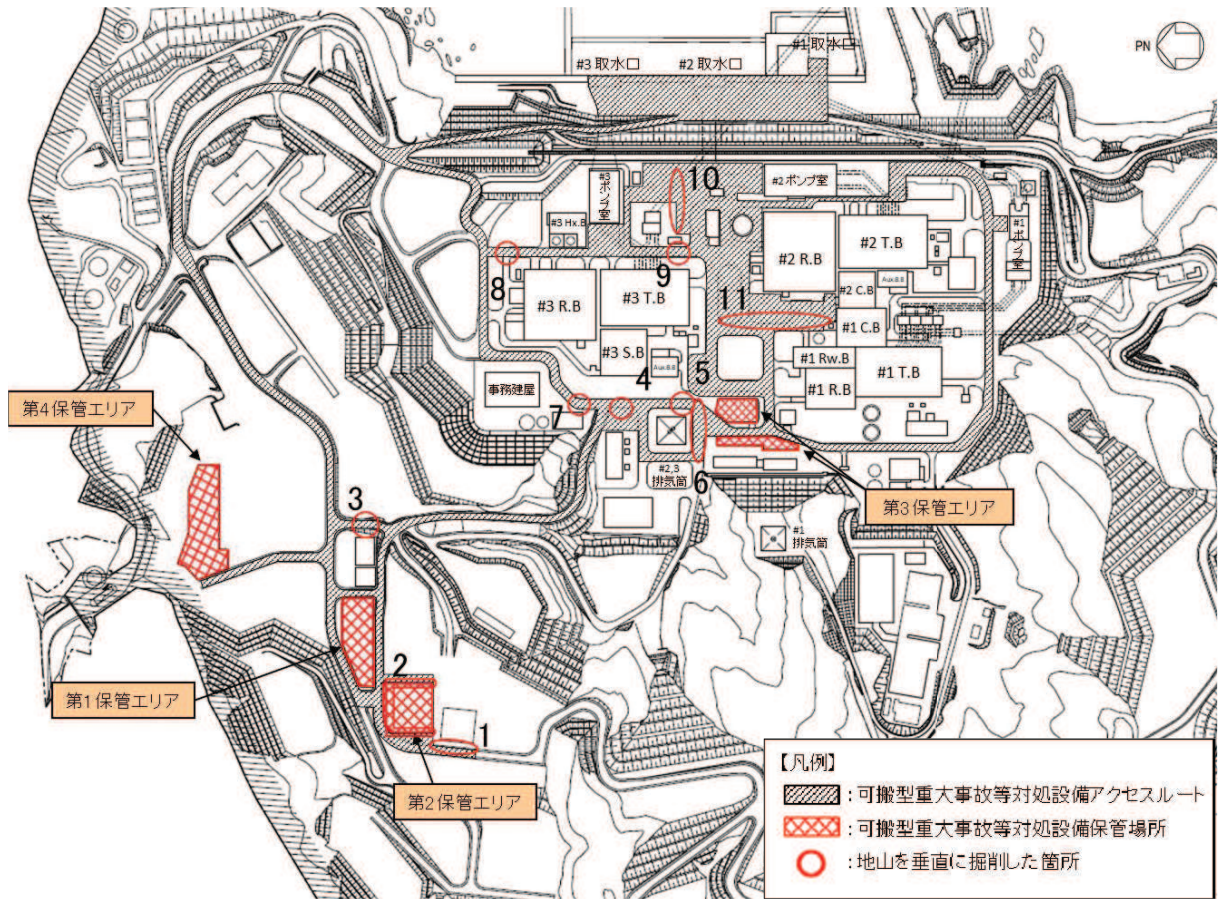 #1取水口
#3取水口
#2取水口
PN
10
#3
ポンプ室
#2ポンプ室
#1
ポンプ室
#3 Hx.B
#2 R.B
#2 T.B
8
9
#3 R.B
#3 T.B
11
#2 C.B
Aux.B.B
#1 C.B
#3 S.B
Aux.B.B
#1 Rw.B
#1 R.B
#1 T.B
事務建屋
4
5
7
第4保管エリア
#2,3
排気筒
6
第3保管エリア
3
#1
排気筒
第1保管エリア
2
1
第2保管エリア
【凡例】
:可搬型重大事故等対処設備アクセスルート
:可搬型重大事故等対処設備保管場所
:地山を垂直に掘削した箇所